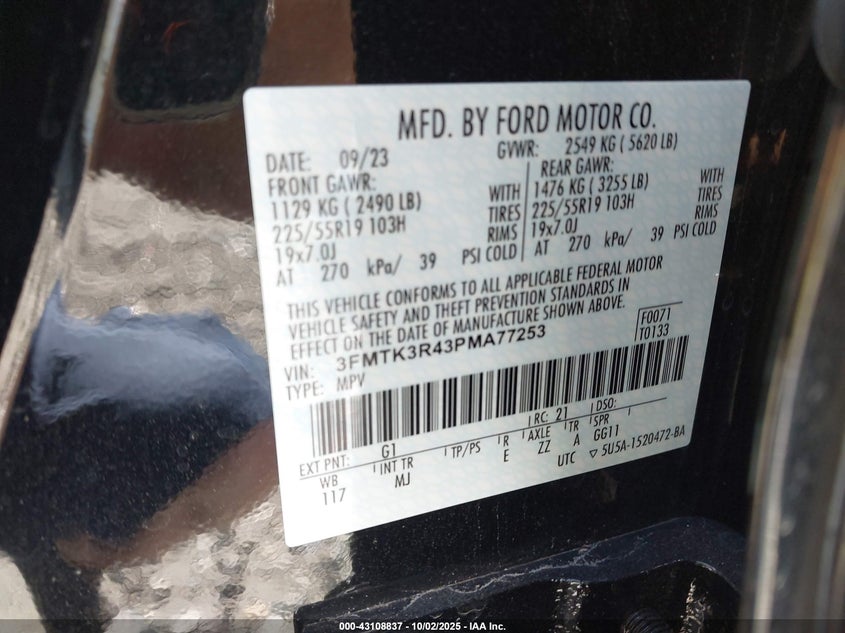 MFD. BY FORD MOTOR CO.
DATE: 09/23 GVWR: 2549 KG ( 5620 LB)
FRONT GAWR: REAR GAWR:
1129 KG ( 2490 LB) WITH 1476 KG ( 3255 LB) WITH
225/55R19 103H TIRES 225/55R19 103H TIRES
19x7.0J RIMS 19x7.0J RIMS
AT 270 kPa/ 39 PSI COLD AT 270 kPa/ 39 PSI COLD
THIS VEHICLE CONFORMS TO ALL APPLICABLE FEDERAL MOTOR
VEHICLE SAFETY AND THEFT PREVENTION STANDARDS IN
EFFECT ON THE DATE OF MANUFACTURE SHOWN ABOVE.
VIN: 3FMTK3R43PMA77253 F0071
TYPE: MPV T0133
EXT PNT: G1 RC: 21 DSO:
WB INT TR TP/PS R AXLE TR SPR
117 MJ E ZZ A GG11
UTC ▽ 5U5A-1520472-BA
000-43108837 - 10/02/2025 - IAA Inc.